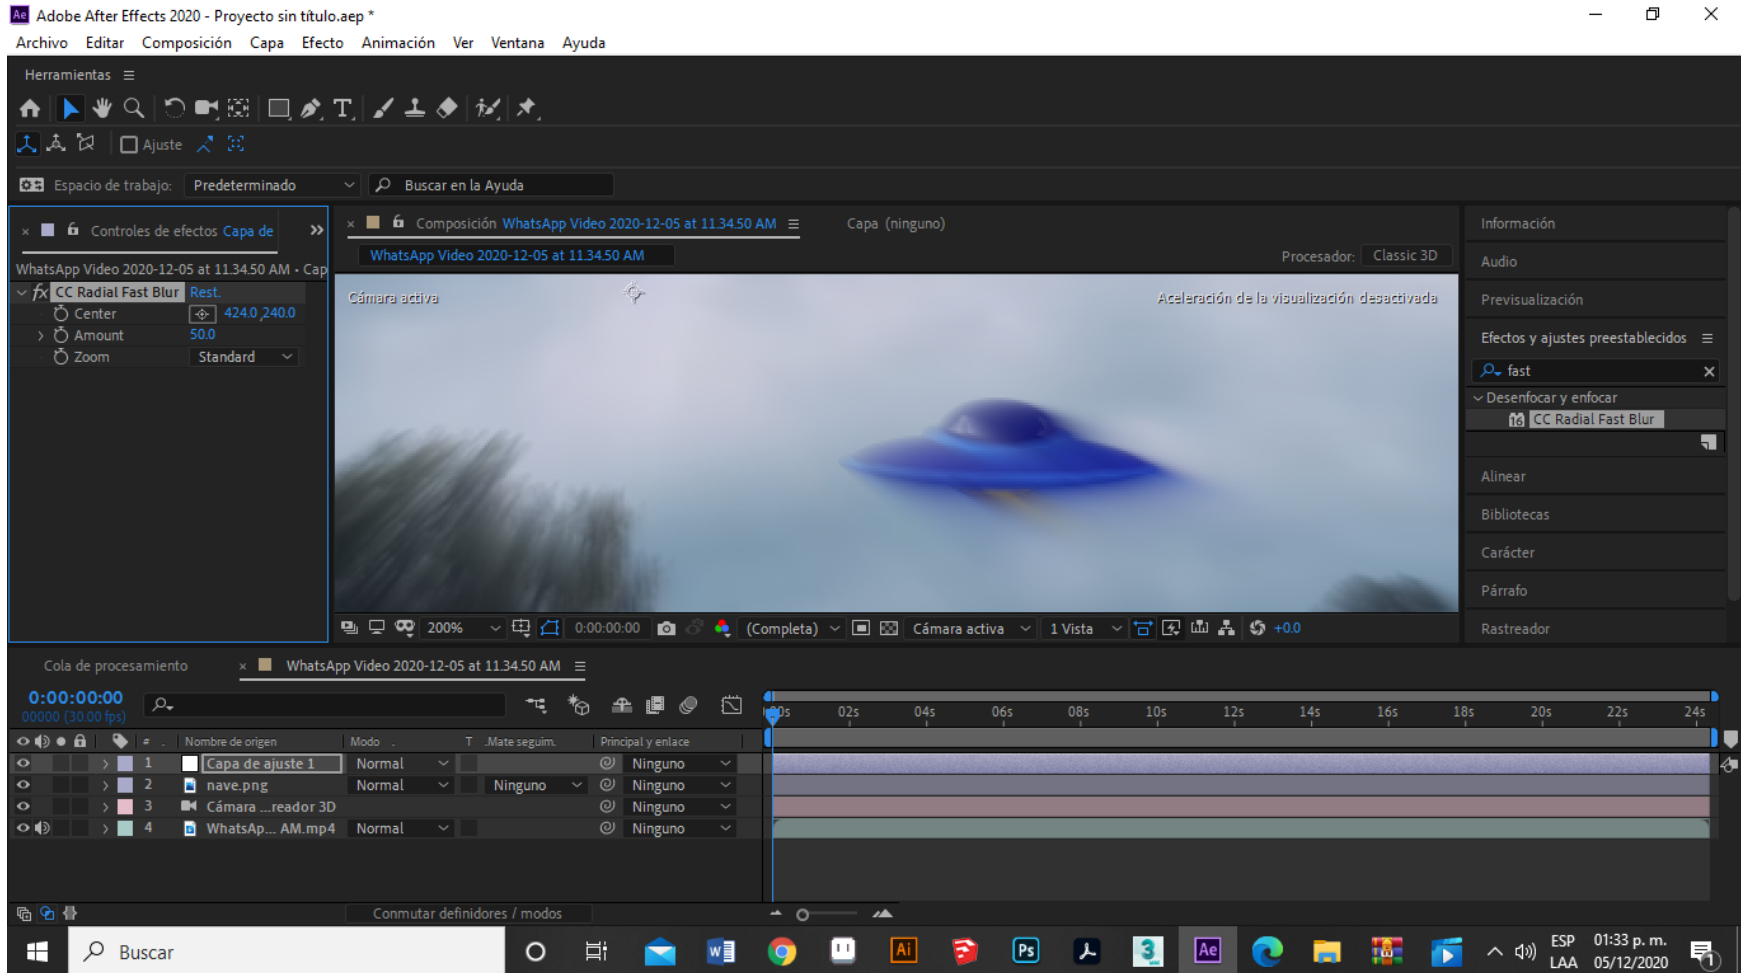 Ae Adobe After Effects 2020 - Proyecto sin título.aep *
Archivo Editar Composición Capa Efecto Animación Ver Ventana Ayuda
Herramientas
Ajuste
Espacio de trabajo: Predeterminado Buscar en la Ayuda
Controles de efectos Capa de
Composición WhatsApp Video 2020-12-05 at 11.34.50 AM Capa (ninguno)
WhatsApp Video 2020-12-05 at 11.34.50 AM Procesador: Classic 3D
WhatsApp Video 2020-12-05 at 11.34.50 AM • Cap
fx CC Radial Fast Blur Rest.
Center 424.0,240.0
Amount 50.0
Zoom Standard
Cámara activa Aceleración de la visualización desactivada
Información
Audio
Previsualización
Efectos y ajustes preestablecidos
fast
Desenfocar y enfocar
16 CC Radial Fast Blur
Alinear
Bibliotecas
Carácter
Párrafo
Rastreador
200% 0:00:00:00 (Completa) Cámara activa 1 Vista +0.0
Cola de procesamiento WhatsApp Video 2020-12-05 at 11.34.50 AM
0:00:00:00
00000 (30.00 fps)
02s 04s 06s 08s 10s 12s 14s 16s 18s 20s 22s 24s
# Nombre de origen Modo T .Mate seguim. Principal y enlace
1 Capa de ajuste 1 Normal Ninguno
2 nave.png Normal Ninguno Ninguno
3 Cámara ...reador 3D Ninguno
4 WhatsAp... AM.mp4 Normal Ninguno
Conmutar definidores / modos
Buscar
Ai
Ps
3
Ae
ESP 01:33 p. m.
LAA 05/12/2020
1